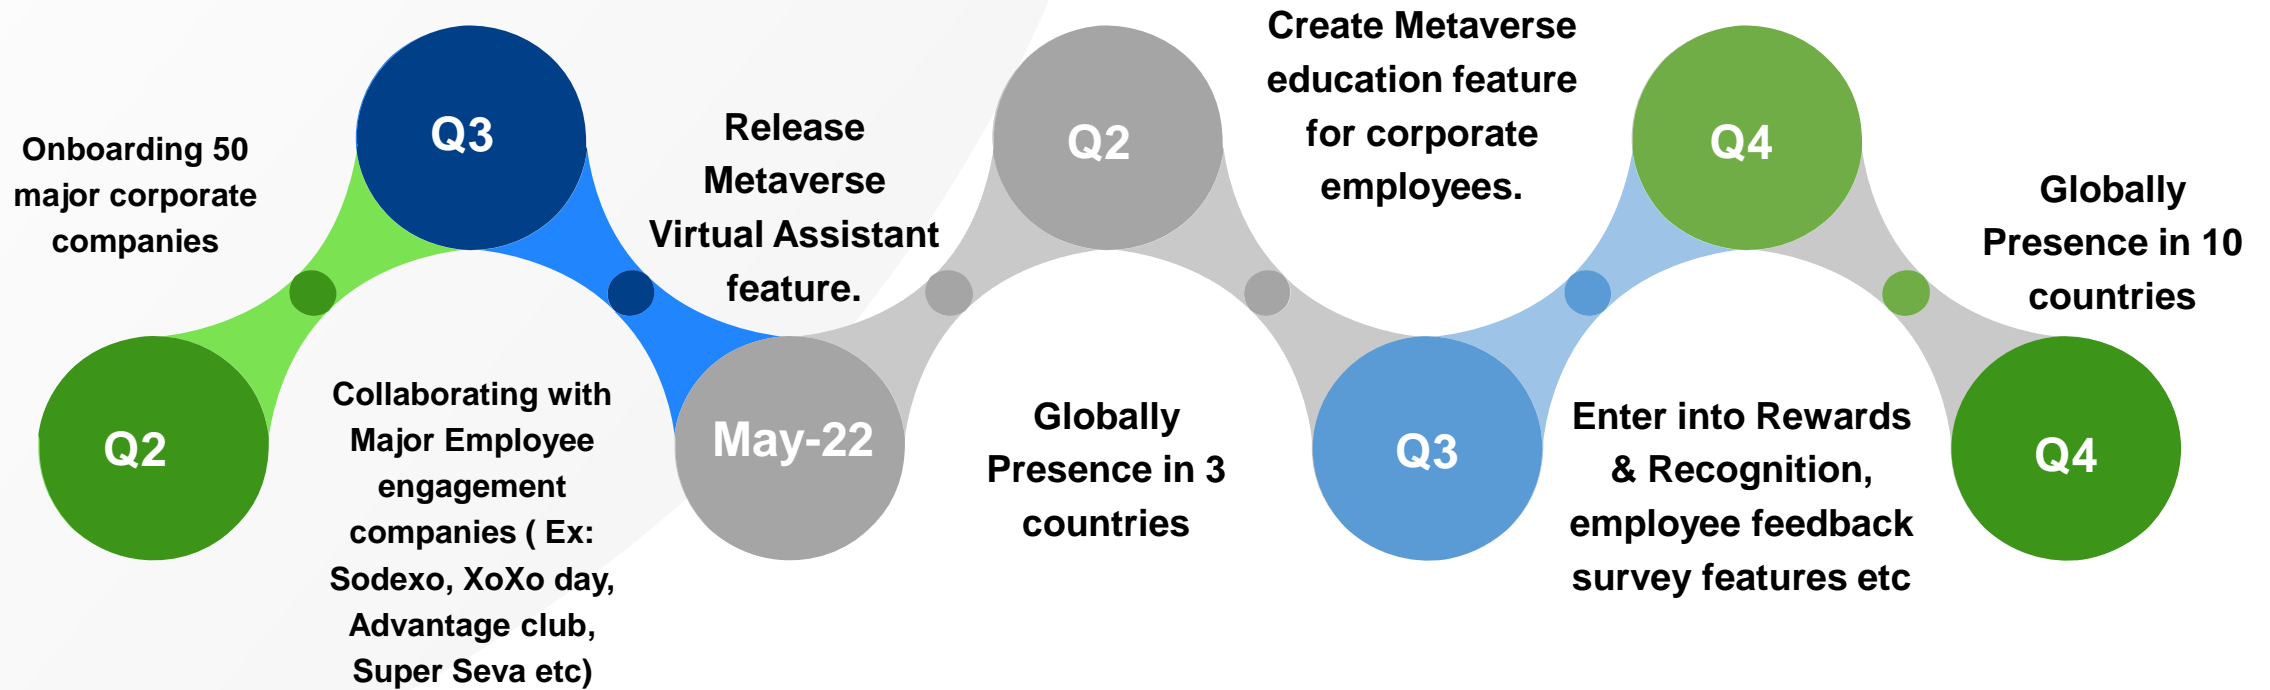 Onboarding 50
major corporate
companies
Q2
Q3
Collaborating with
Major Employee
engagement
companies ( Ex:
Sodexo, XoXo day,
Advantage club,
Super Seva etc)
Release
Metaverse
Virtual Assistant
feature.
May-22
Q2
Globally
Presence in 3
countries
Create Metaverse
education feature
for corporate
employees.
Q3
Q4
Enter into Rewards
& Recognition,
employee feedback
survey features etc
Globally
Presence in 10
countries
Q4